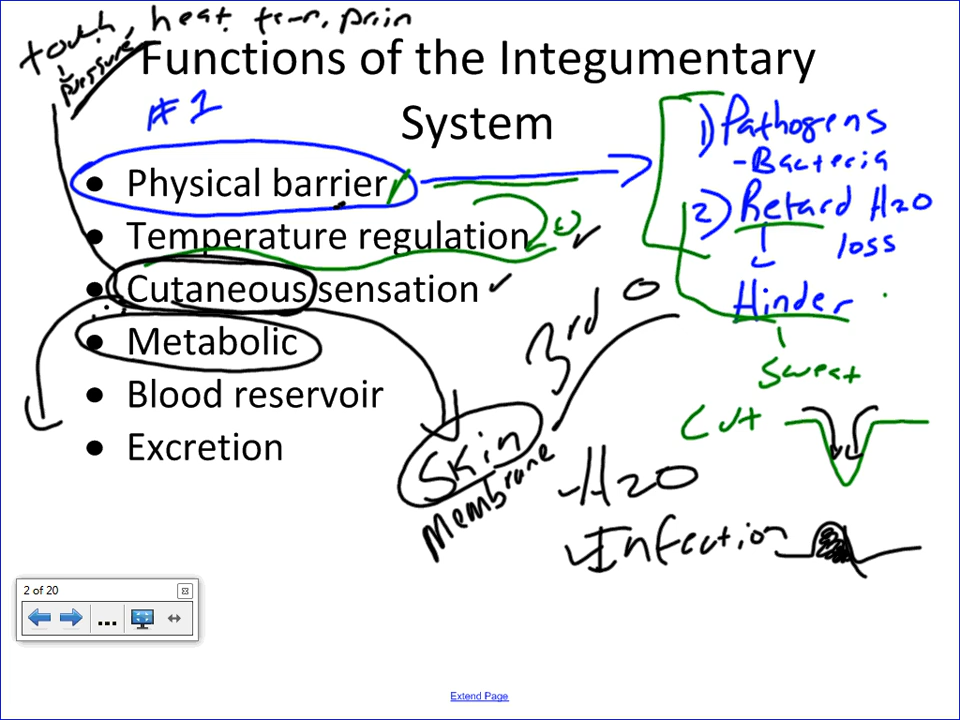 touch, heat, tem, pain
pressure
Functions of the Integumentary
System
#1
• Physical barrier
• Temperature regulation
• Cutaneous sensation
• Metabolic
• Blood reservoir
• Excretion
1) Pathogens
- Bacteria
2) Retard H2O
loss
Hinder
Sweat
Cut
3rd
Skin
Membrane
- H2O
Infection
2 of 20
...
Extend Page